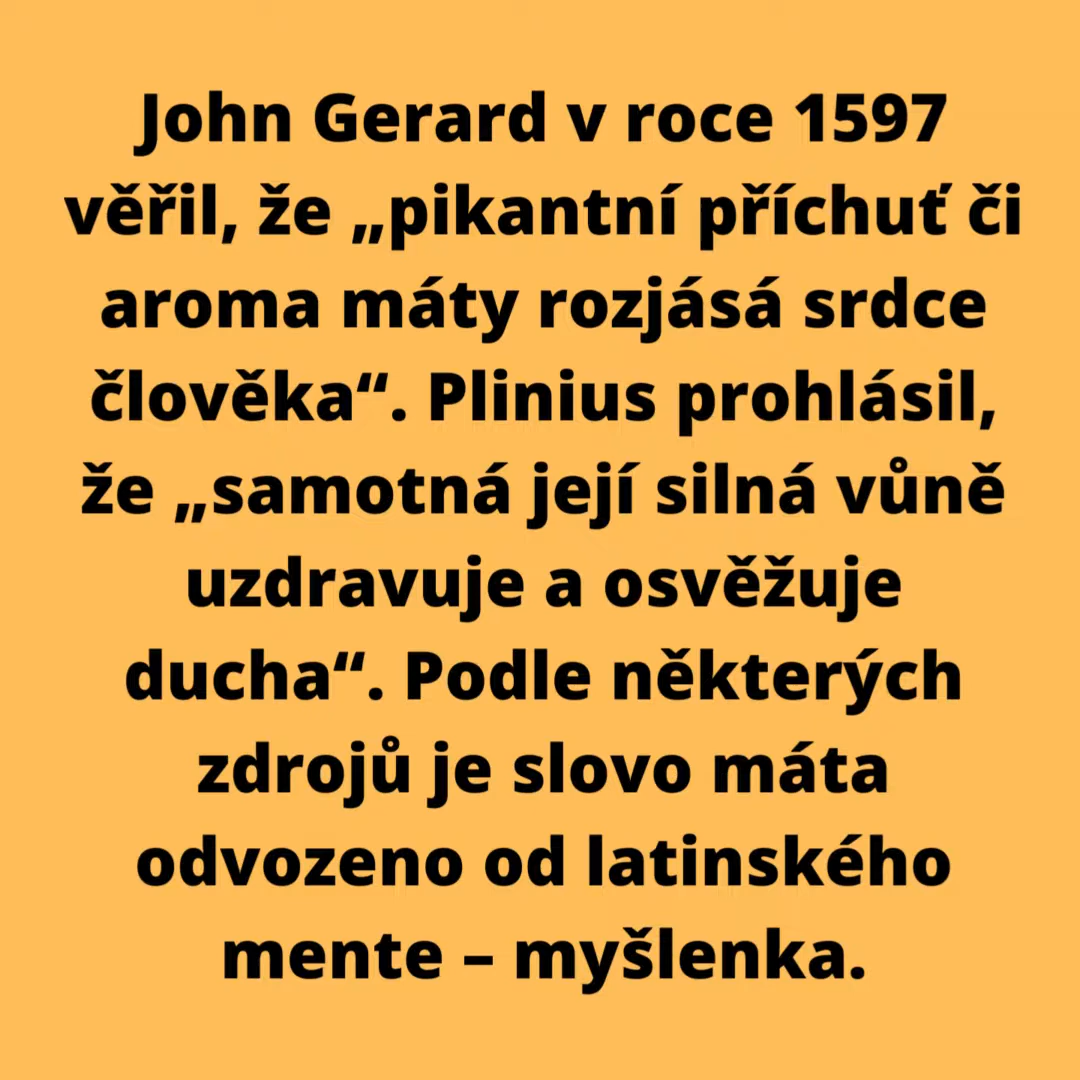 John Gerard v roce 1597
věřil, že „pikantní příchuť či
aroma máty rozjásá srdce
člověka“. Plinius prohlásil,
že „samotná její silná vůně
uzdravuje a osvěžuje
ducha“. Podle některých
zdrojů je slovo máta
odvozeno od latinského
mente – myšlenka.